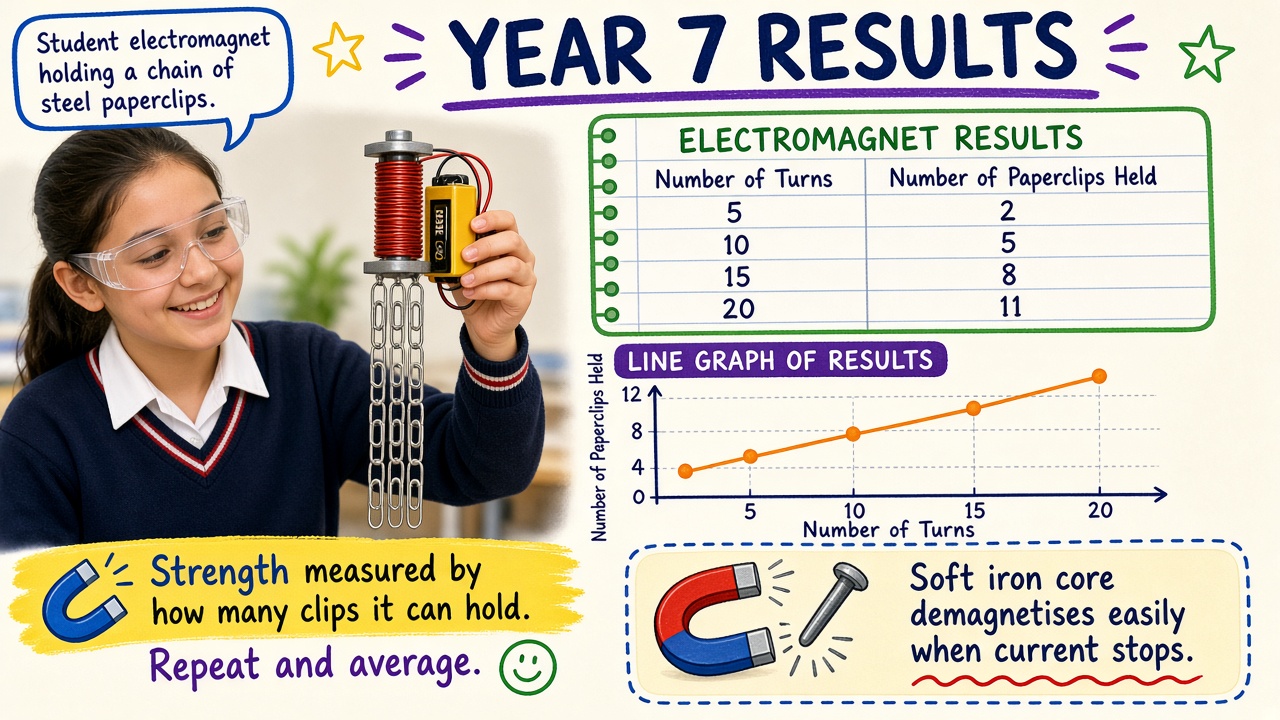 Student electromagnet
holding a chain of
steel paperclips.
YEAR 7 RESULTS
ELECTROMAGNET RESULTS
Number of Turns Number of Paperclips Held
5 2
10 5
15 8
20 11
LINE GRAPH OF RESULTS
Number of Paperclips Held
12
8
4
0
5 10 15 20
Number of Turns
Strength measured by
how many clips it can hold.
Repeat and average.
Soft iron core
demagnetises easily
when current stops.